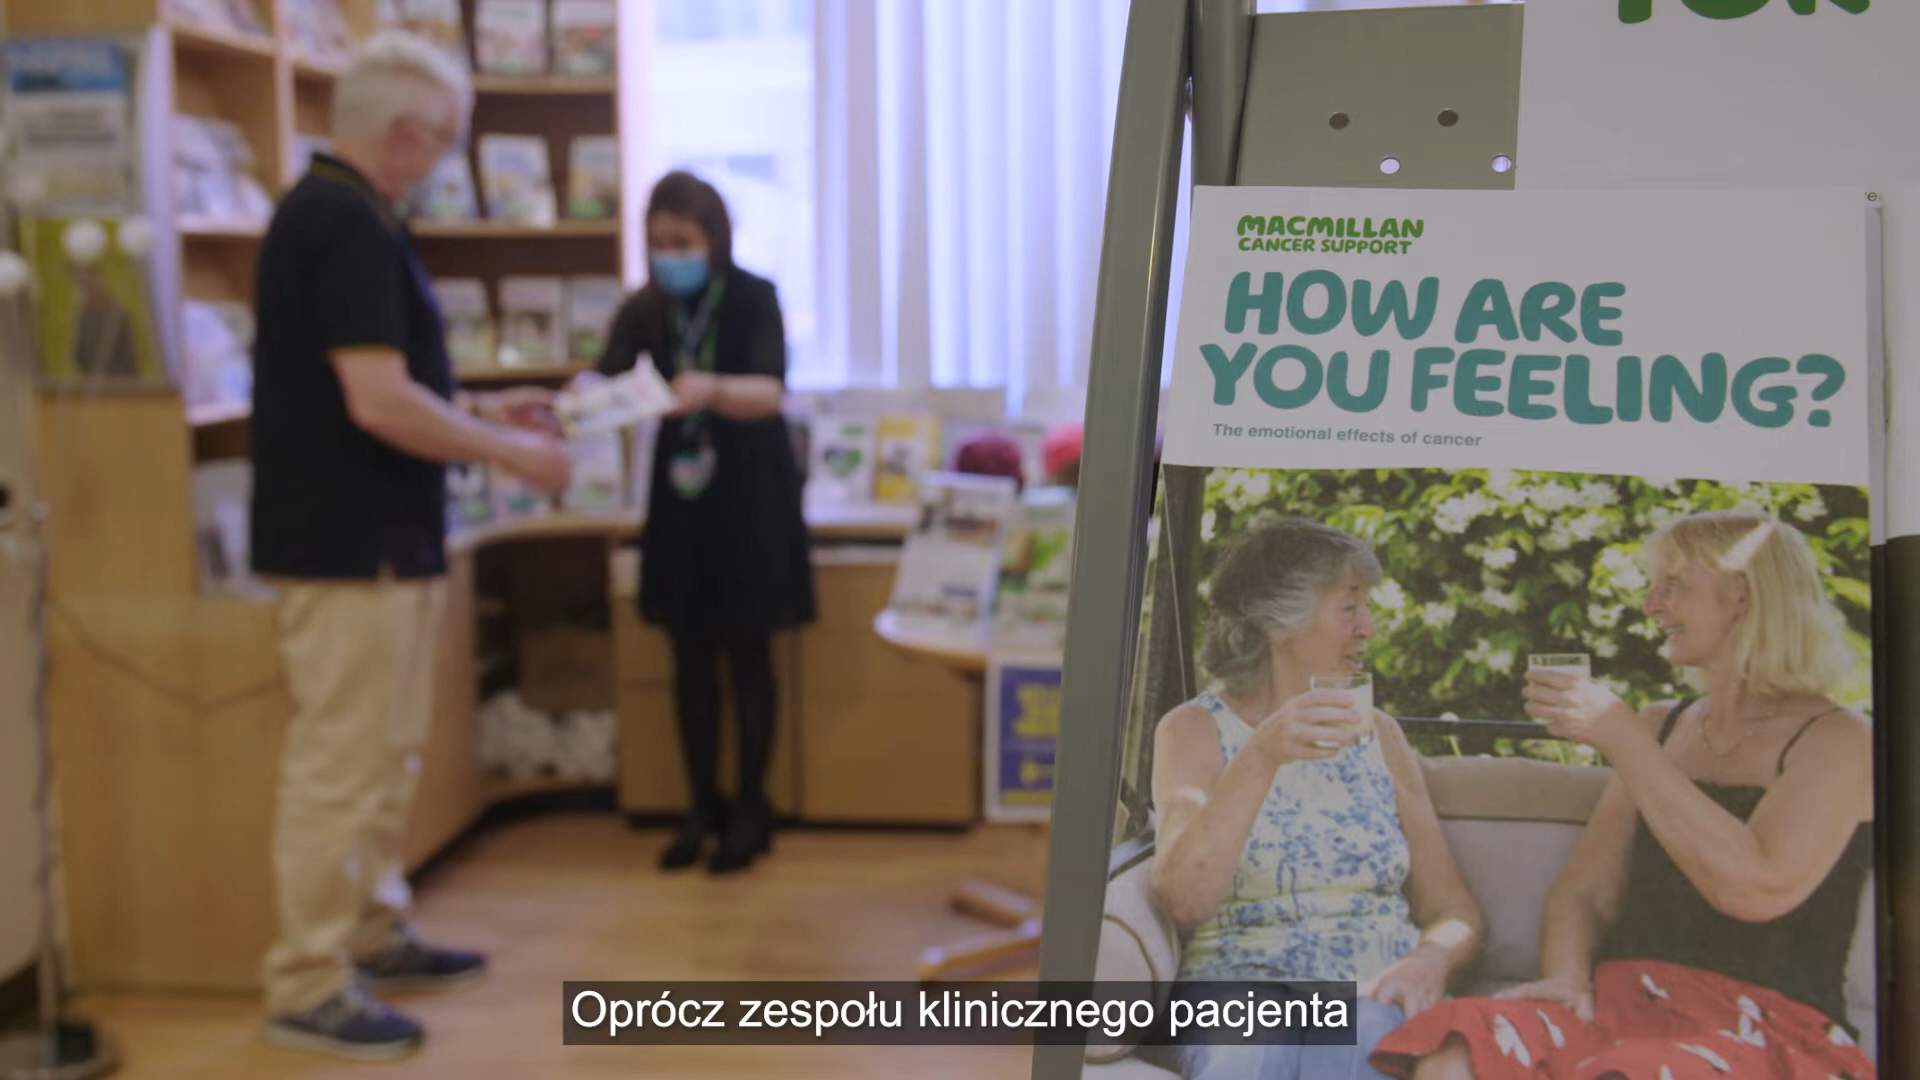 MACMILLAN
CANCER SUPPORT
HOW ARE
YOU FEELING?
The emotional effects of cancer
Oprócz zespołu klinicznego pacjenta